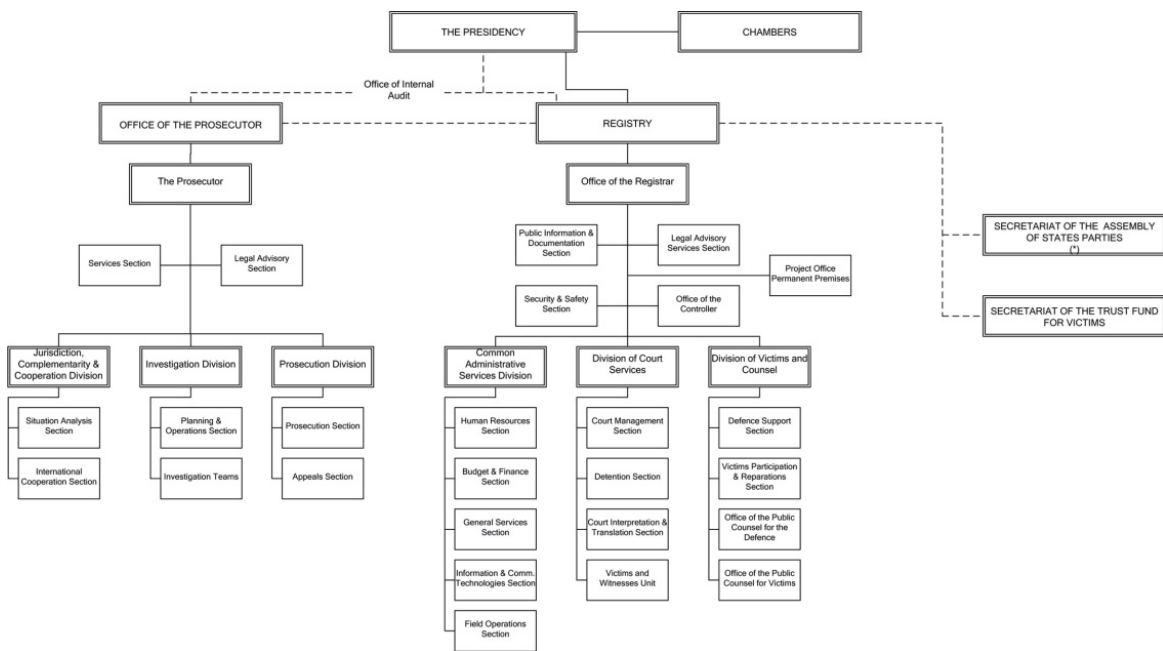 THE PRESIDENCY
CHAMBERS
Office of Internal
Audit
OFFICE OF THE PROSECUTOR
REGISTRY
The Prosecutor
Office of the Registrar
Services Section
Legal Advisory
Section
Public Information &
Documentation
Section
Legal Advisory
Services Section
Project Office
Permanent Premises
Security & Safety
Section
Office of the
Controller
SECRETARIAT OF THE ASSEMBLY
OF STATES PARTIES
(*)
SECRETARIAT OF THE TRUST FUND
FOR VICTIMS
Jurisdiction,
Complementarity &
Cooperation Division
Investigation Division
Prosecution Division
Common
Administrative
Services Division
Division of Court
Services
Division of Victims and
Counsel
Situation Analysis
Section
International
Cooperation Section
Planning &
Operations Section
Investigation Teams
Prosecution Section
Appeals Section
Human Resources
Section
Budget & Finance
Section
General Services
Section
Information & Comm.
Technologies Section
Field Operations
Section
Court Management
Section
Detention Section
Court Interpretation &
Translation Section
Victims and
Witnesses Unit
Defence Support
Section
Victims Participation
& Reparations
Section
Office of the Public
Counsel for the
Defence
Office of the Public
Counsel for Victims